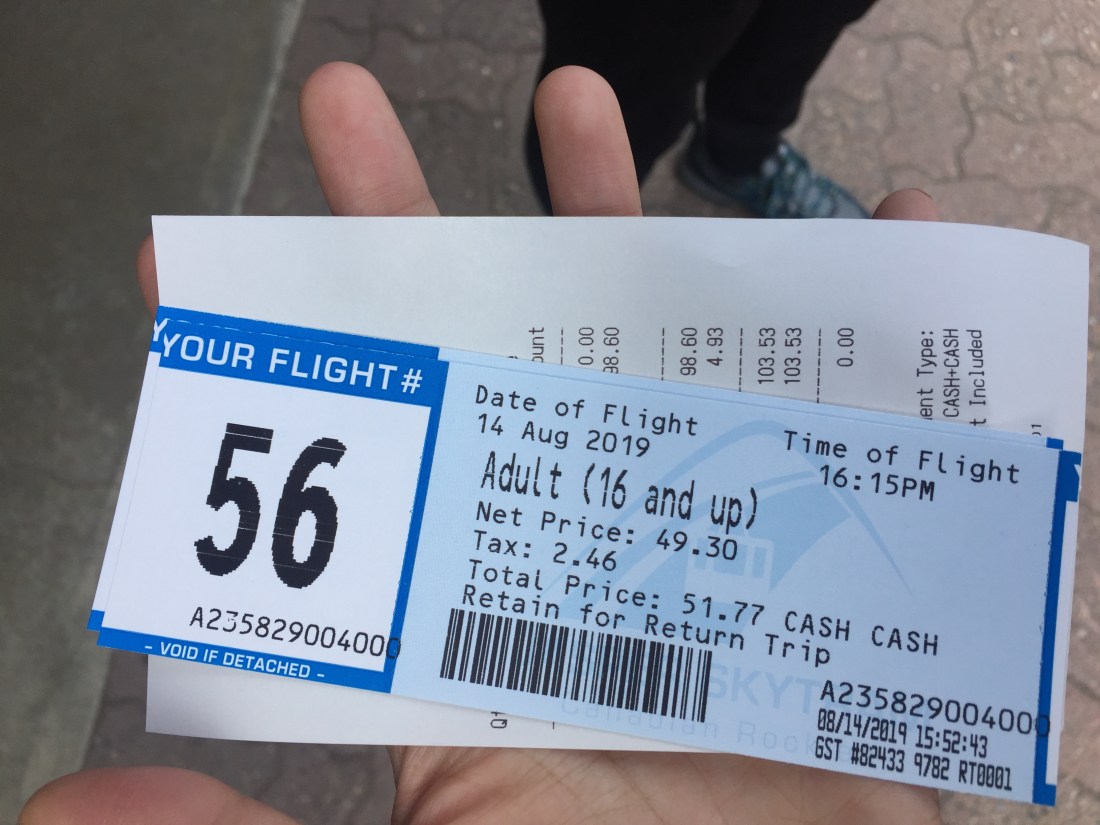 YOUR FLIGHT#
56
A235829004000
- VOID IF DETACHED -
Date of Flight
14 Aug 2019
Time of Flight
16:15PM
Adult (16 and up)
Net Price: 49.30
Tax: 2.46
Total Price: 51.77 CASH CASH
Retain for Return Trip
A235829004000
08/14/2019 15:52:43
GST #82433 9782 RT0001
98.60
98.60
4.93
103.53
103.53
0.00
Type:
CASH+CASH
Included